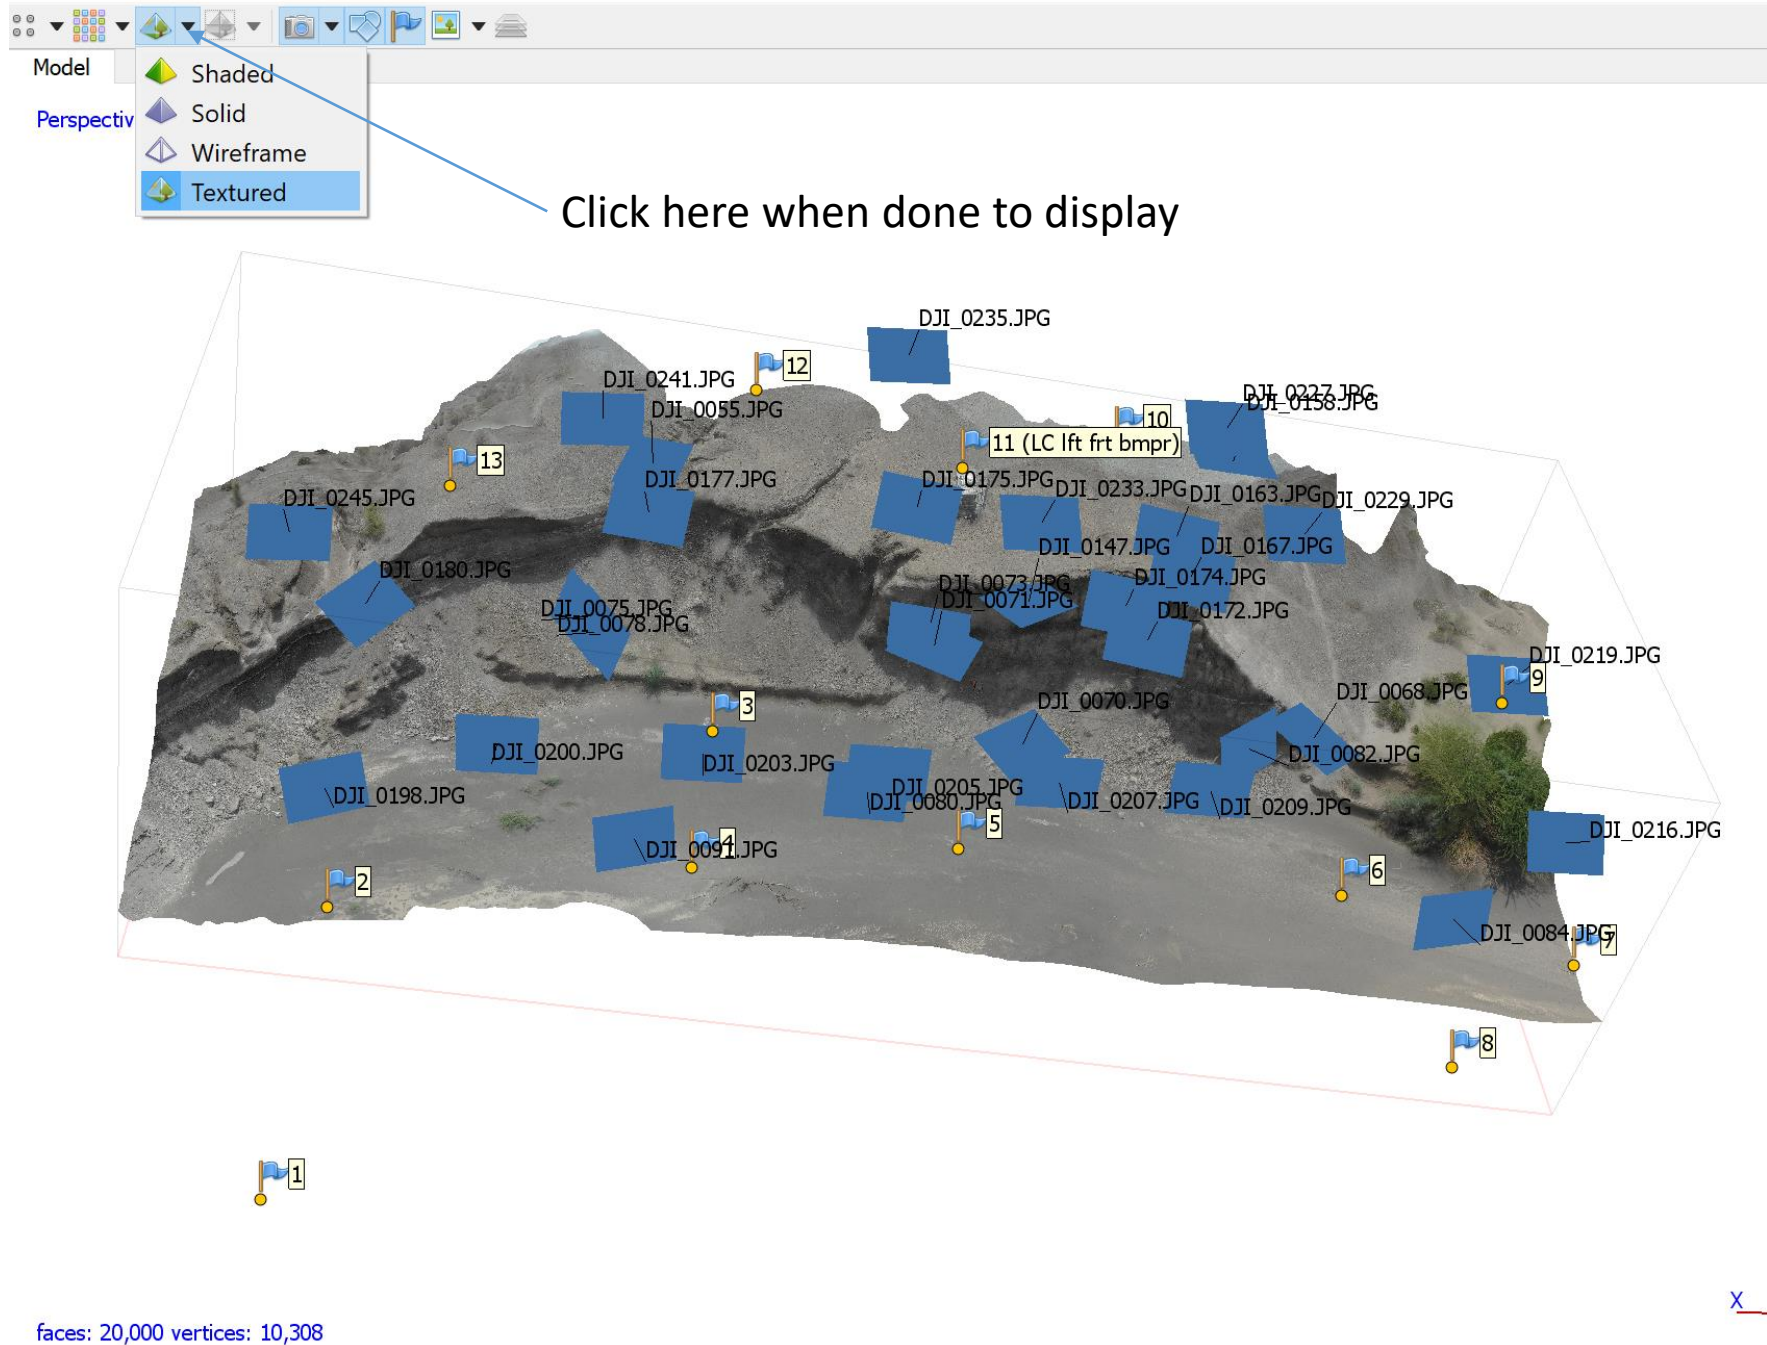 Model
Shaded
Solid
Wireframe
Textured
Perspectiv
Click here when done to display
DJI_0235.JPG
12
DJI_0241.JPG
DJI_0055.JPG
DJI_0227.JPG
DJI_0158.JPG
10
11 (LC lft frt bmpr)
13
DJI_0177.JPG
DJI_0175.JPG
DJI_0233.JPG
DJI_0163.JPG
DJI_0229.JPG
DJI_0245.JPG
DJI_0147.JPG
DJI_0167.JPG
DJI_0180.JPG
DJI_0073.JPG
DJI_0174.JPG
DJI_0071.JPG
DJI_0075.JPG
DJI_0172.JPG
DJI_0078.JPG
DJI_0219.JPG
9
DJI_0068.JPG
DJI_0070.JPG
3
DJI_0200.JPG
DJI_0203.JPG
DJI_0082.JPG
DJI_0198.JPG
DJI_0205.JPG
DJI_0080.JPG
DJI_0207.JPG
DJI_0209.JPG
5
DJI_0216.JPG
4
DJI_0091.JPG
6
2
DJI_0084.JPG
7
8
1
X
faces: 20,000 vertices: 10,308